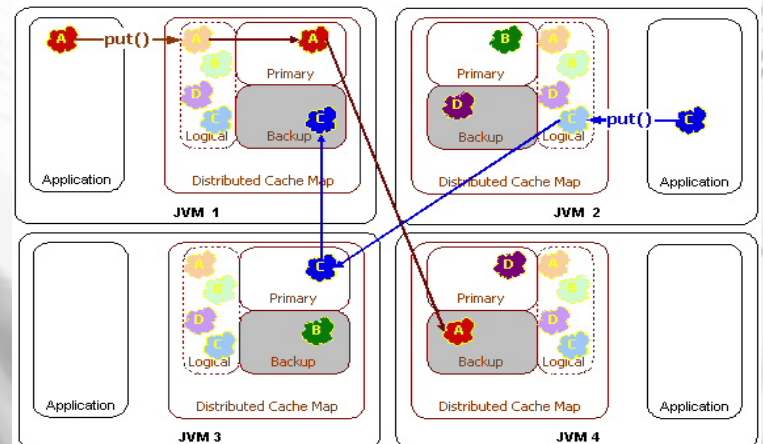 A
put()
A
B
D
C
Logical
A
Primary
C
Backup
Application
Distributed Cache Map
JVM 1
B
Primary
D
Backup
A
B
D
C
Logical
put()
C
Distributed Cache Map
Application
JVM 2
A
B
D
C
Logical
C
Primary
B
Backup
Application
Distributed Cache Map
JVM 3
D
Primary
A
Backup
A
B
D
C
Logical
Distributed Cache Map
Application
JVM 4